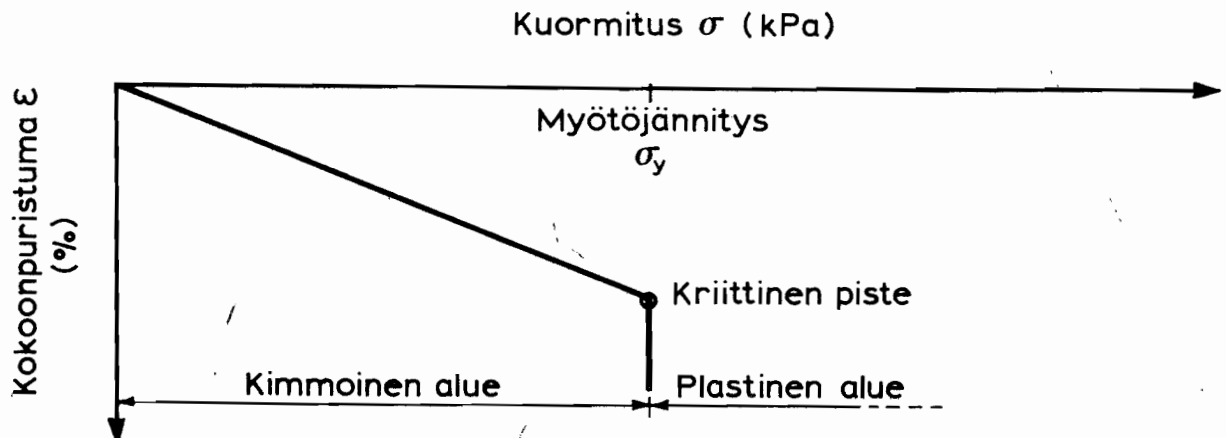 Kuormitus σ (kPa)
Myötöjännitys
σy
Kokoonpuristuma ε
(%)
Kriittinen piste
Kimmoinen alue
Plastinen alue